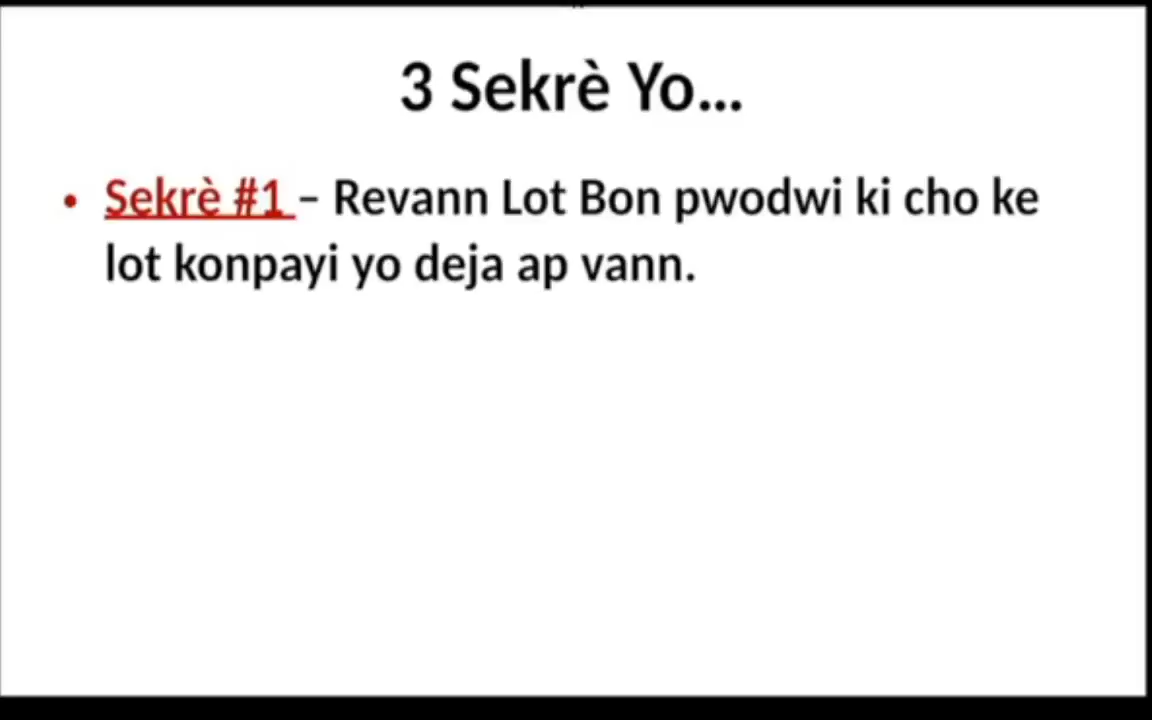 3 Sekrè Yo...
• Sekrè #1 – Revann Lot Bon pwodwi ki cho ke
lot konpayi yo deja ap vann.